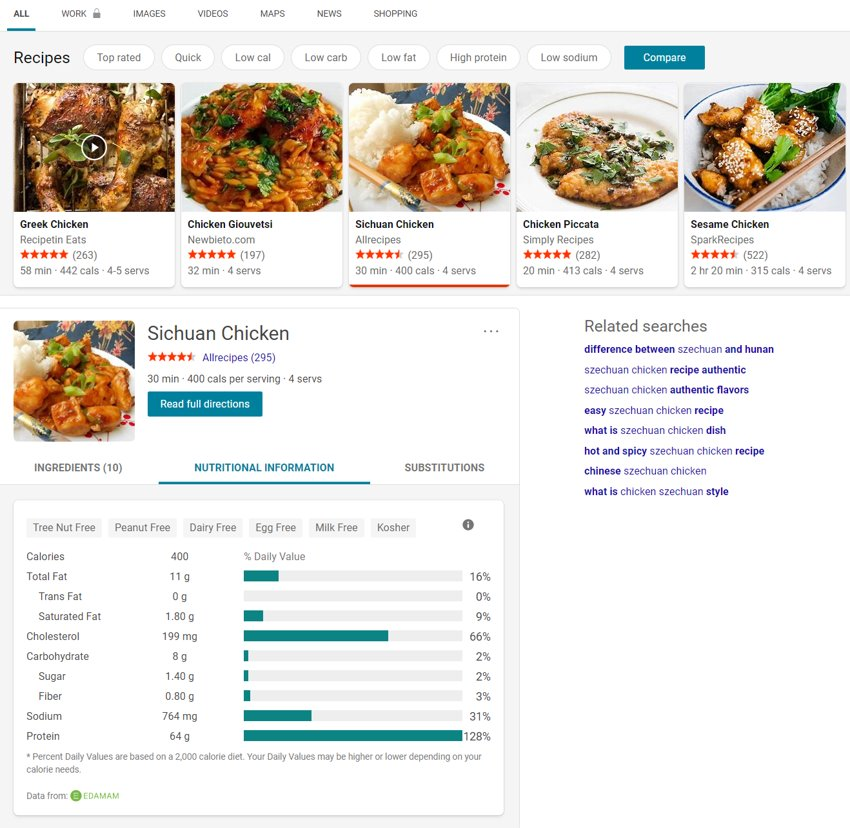 ALL WORK IMAGES VIDEOS MAPS NEWS SHOPPING
Recipes Top rated Quick Low cal Low carb Low fat High protein Low sodium Compare
Greek Chicken
Recipetin Eats
(263)
58 min · 442 cals · 4-5 servs
Chicken Giouvetsi
Newbieto.com
(197)
32 min · 4 servs
Sichuan Chicken
Allrecipes
(295)
30 min · 400 cals · 4 servs
Chicken Piccata
Simply Recipes
(282)
20 min · 413 cals · 4 servs
Sesame Chicken
SparkRecipes
(522)
2 hr 20 min · 315 cals · 4 servs
Sichuan Chicken
Allrecipes (295)
30 min · 400 cals per serving · 4 servs
Read full directions
INGREDIENTS (10) NUTRITIONAL INFORMATION SUBSTITUTIONS
Tree Nut Free Peanut Free Dairy Free Egg Free Milk Free Kosher
Calories 400 % Daily Value
Total Fat 11 g 16%
Trans Fat 0 g 0%
Saturated Fat 1.80 g 9%
Cholesterol 199 mg 66%
Carbohydrate 8 g 2%
Sugar 1.40 g 2%
Fiber 0.80 g 3%
Sodium 764 mg 31%
Protein 64 g 128%
* Percent Daily Values are based on a 2,000 calorie diet. Your Daily Values may be higher or lower depending on your
calorie needs.
Data from: EDAMAM
Related searches
difference between szechuan and hunan
szechuan chicken recipe authentic
szechuan chicken authentic flavors
easy szechuan chicken recipe
what is szechuan chicken dish
hot and spicy szechuan chicken recipe
chinese szechuan chicken
what is chicken szechuan style